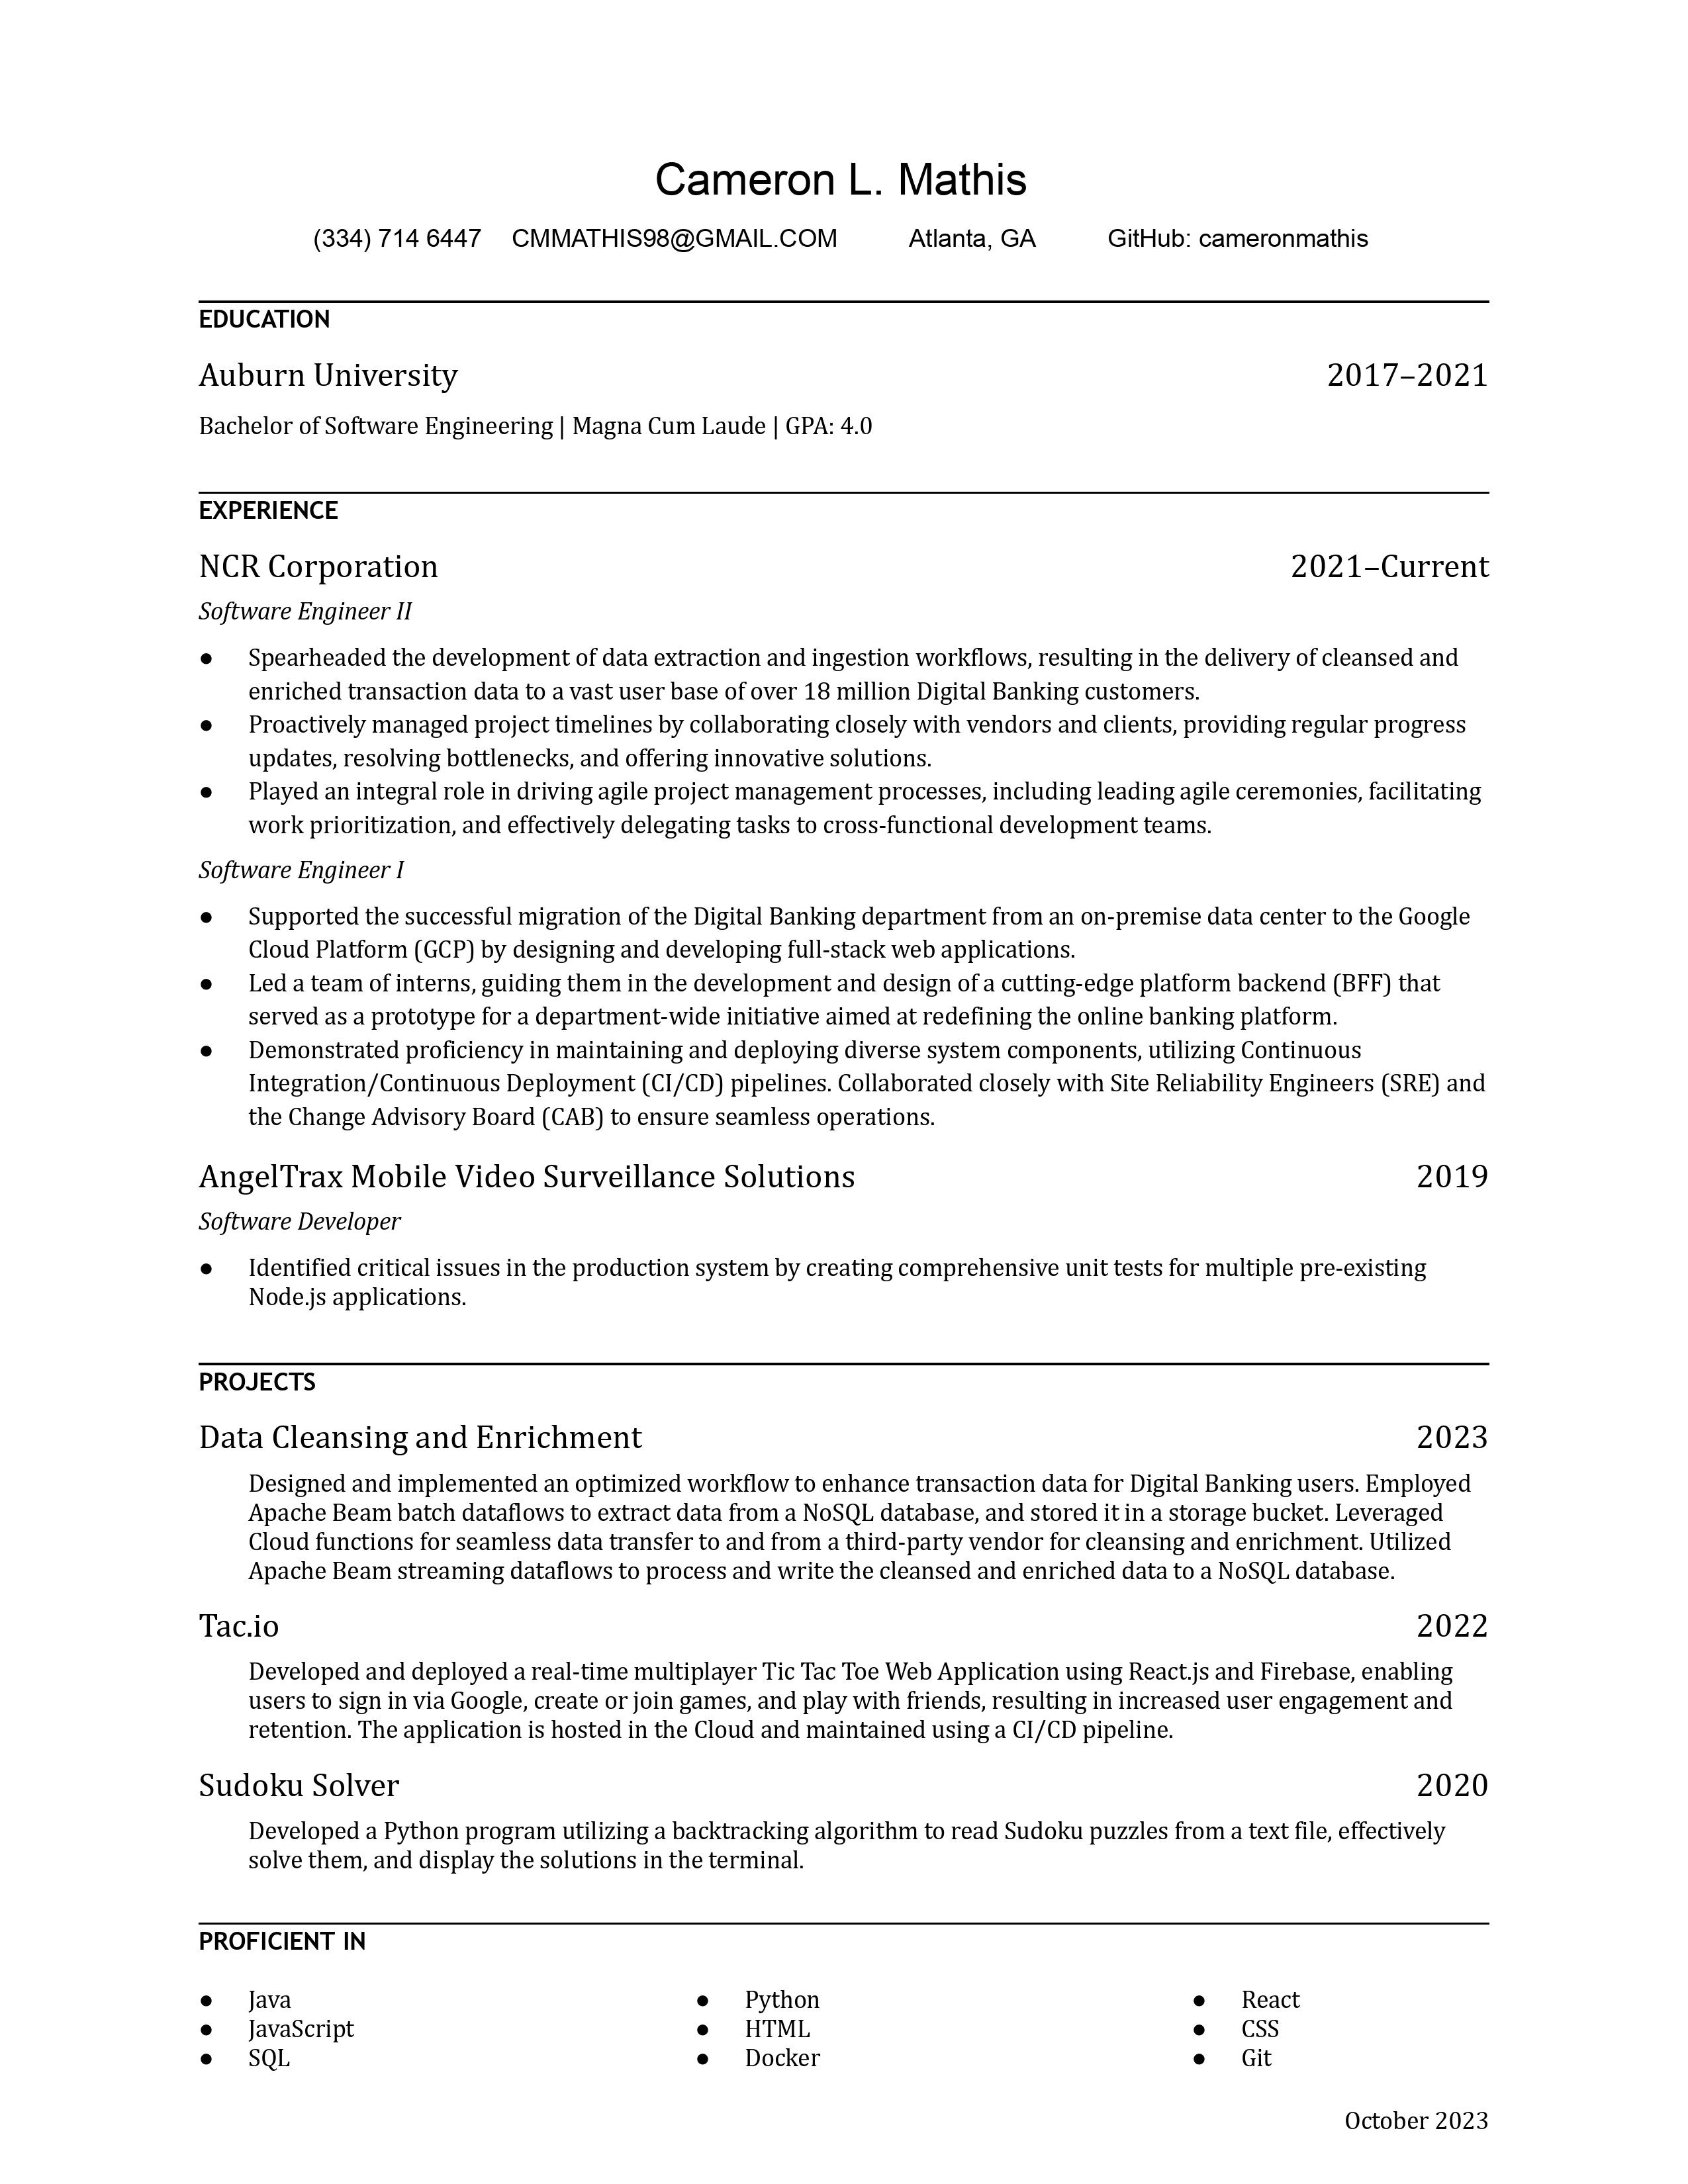 Cameron L. Mathis
(334) 714 6447 CMMATHIS98@GMAIL.COM Atlanta, GA GitHub: cameronmathis
EDUCATION
Auburn University 2017–2021
Bachelor of Software Engineering | Magna Cum Laude | GPA: 4.0
EXPERIENCE
NCR Corporation 2021–Current
Software Engineer II
● Spearheaded the development of data extraction and ingestion workflows, resulting in the delivery of cleansed and
enriched transaction data to a vast user base of over 18 million Digital Banking customers.
● Proactively managed project timelines by collaborating closely with vendors and clients, providing regular progress
updates, resolving bottlenecks, and offering innovative solutions.
● Played an integral role in driving agile project management processes, including leading agile ceremonies, facilitating
work prioritization, and effectively delegating tasks to cross-functional development teams.
Software Engineer I
● Supported the successful migration of the Digital Banking department from an on-premise data center to the Google
Cloud Platform (GCP) by designing and developing full-stack web applications.
● Led a team of interns, guiding them in the development and design of a cutting-edge platform backend (BFF) that
served as a prototype for a department-wide initiative aimed at redefining the online banking platform.
● Demonstrated proficiency in maintaining and deploying diverse system components, utilizing Continuous
Integration/Continuous Deployment (CI/CD) pipelines. Collaborated closely with Site Reliability Engineers (SRE) and
the Change Advisory Board (CAB) to ensure seamless operations.
AngelTrax Mobile Video Surveillance Solutions 2019
Software Developer
● Identified critical issues in the production system by creating comprehensive unit tests for multiple pre-existing
Node.js applications.
PROJECTS
Data Cleansing and Enrichment 2023
Designed and implemented an optimized workflow to enhance transaction data for Digital Banking users. Employed
Apache Beam batch dataflows to extract data from a NoSQL database, and stored it in a storage bucket. Leveraged
Cloud functions for seamless data transfer to and from a third-party vendor for cleansing and enrichment. Utilized
Apache Beam streaming dataflows to process and write the cleansed and enriched data to a NoSQL database.
Tac.io 2022
Developed and deployed a real-time multiplayer Tic Tac Toe Web Application using React.js and Firebase, enabling
users to sign in via Google, create or join games, and play with friends, resulting in increased user engagement and
retention. The application is hosted in the Cloud and maintained using a CI/CD pipeline.
Sudoku Solver 2020
Developed a Python program utilizing a backtracking algorithm to read Sudoku puzzles from a text file, effectively
solve them, and display the solutions in the terminal.
PROFICIENT IN
● Java ● Python ● React
● JavaScript ● HTML ● CSS
● SQL ● Docker ● Git
October 2023